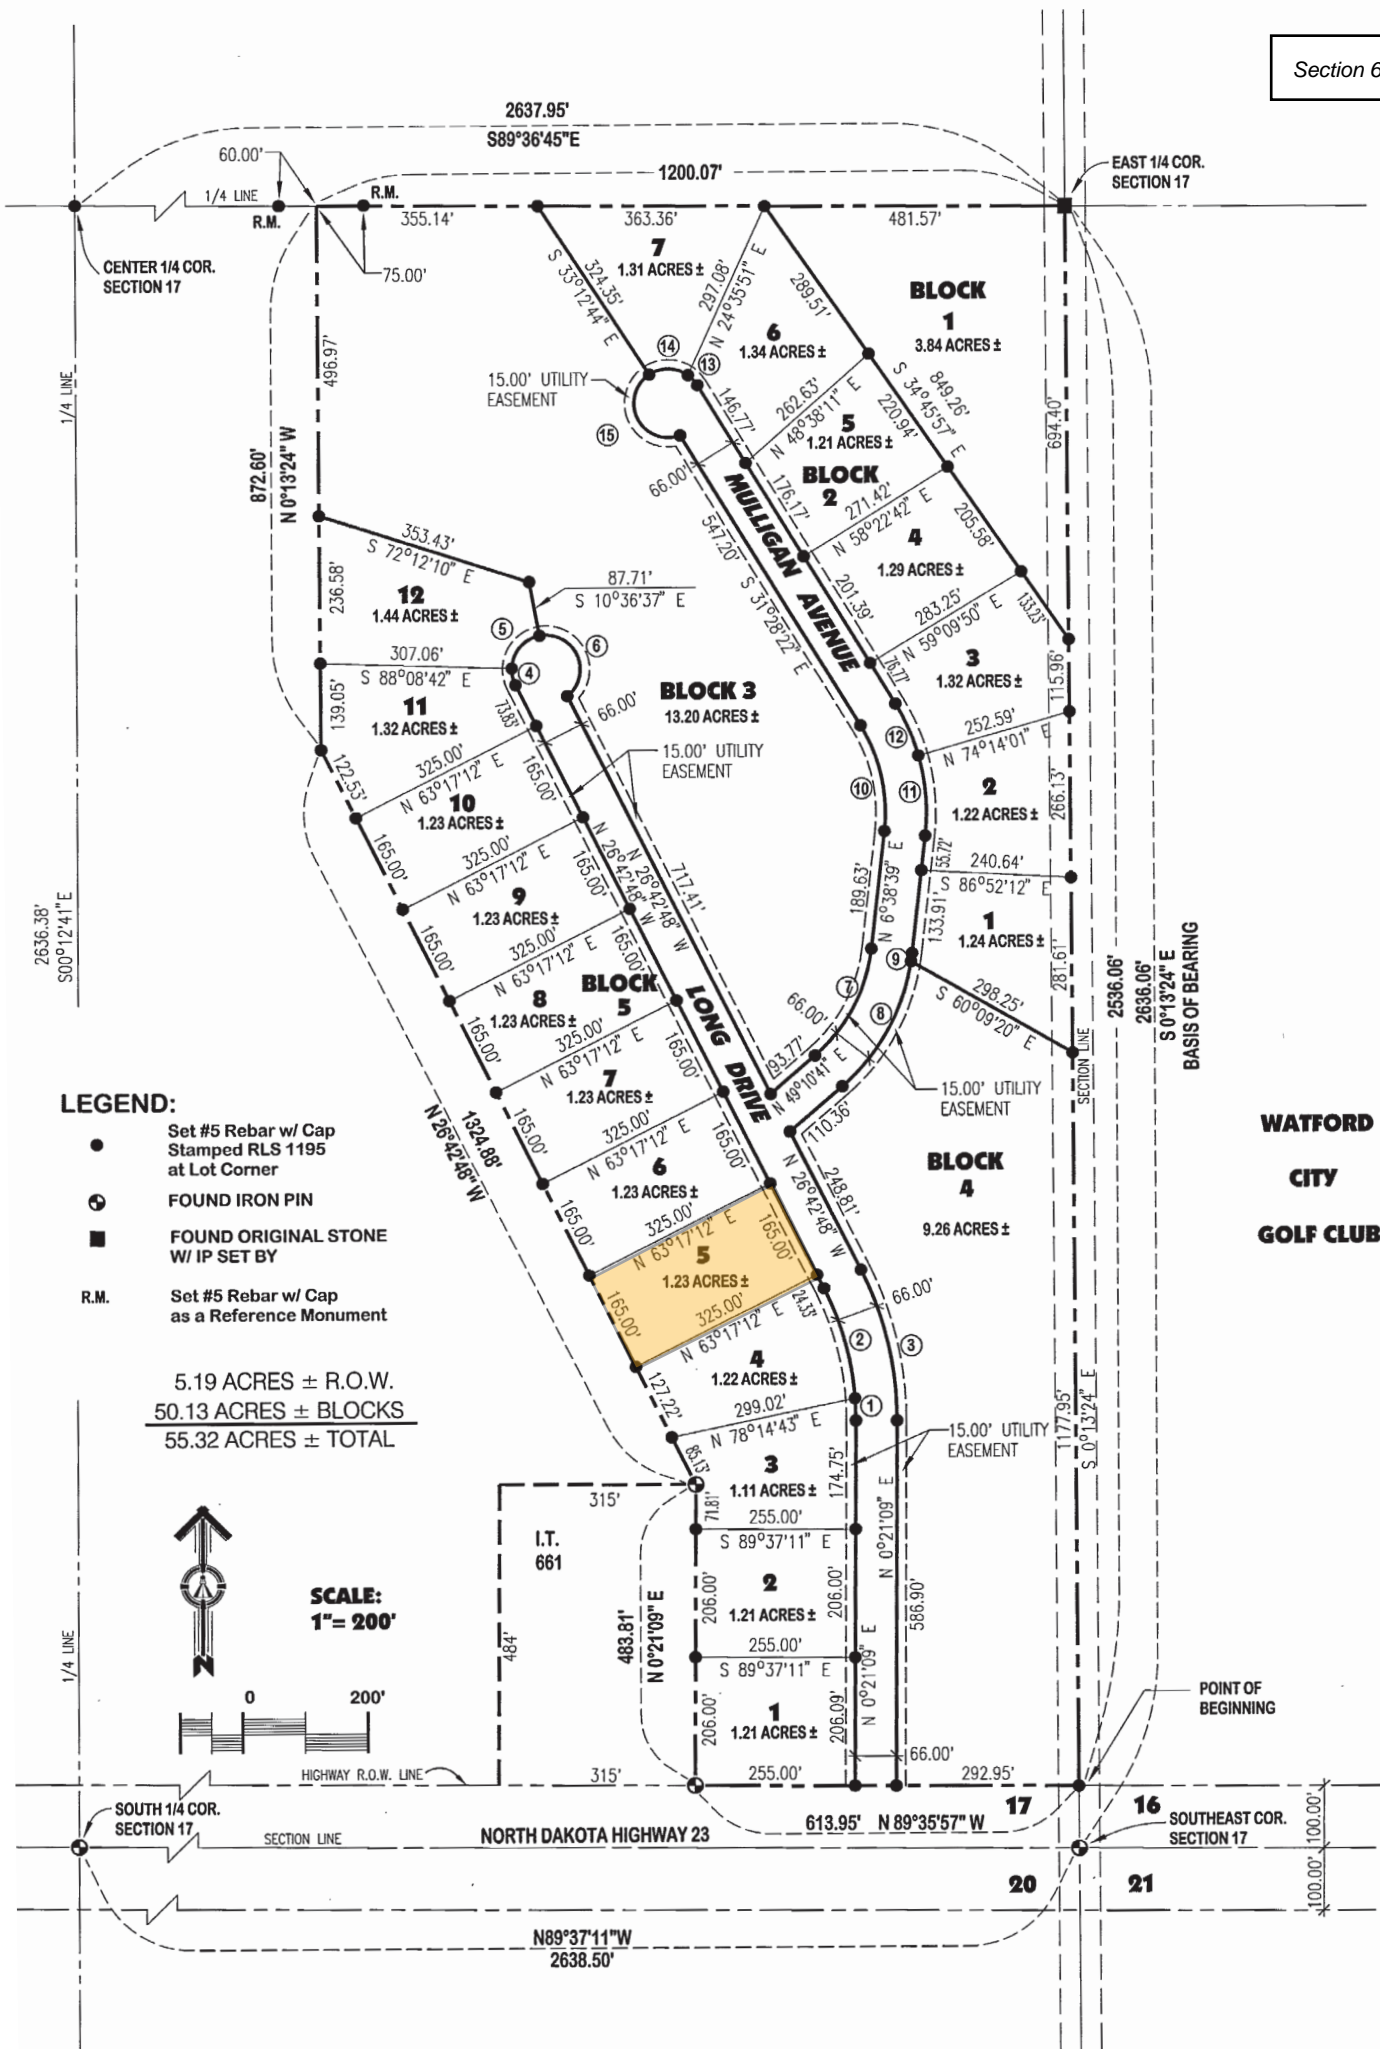 Section 6
2637.95'
S89°36'45"E
60.00'
1200.07'
EAST 1/4 COR.
SECTION 17
1/4 LINE
R.M.
R.M.
355.14'
363.36'
481.57'
CENTER 1/4 COR.
SECTION 17
75.00'
7
1.31 ACRES ±
324.35'
S 33°12'44" E
297.08'
N 24°35'51" E
289.51'
BLOCK
1
3.84 ACRES ±
6
1.34 ACRES ±
14
13
15.00' UTILITY
EASEMENT
15
496.97'
1/4 LINE
872.60'
N 0°13'24" W
146.77'
262.63'
N 48°38'11" E
849.26'
S 34°45'57" E
220.94'
694.40'
5
1.21 ACRES ±
BLOCK
2
66.00'
MULLIGAN AVENUE
176.17'
271.42'
N 58°22'42" E
205.58'
547.20'
S 31°28'22" E
4
1.29 ACRES ±
201.39'
283.25'
N 59°09'50" E
133.23'
353.43'
S 72°12'10" E
87.71'
S 10°36'37" E
236.58'
12
1.44 ACRES ±
5
6
4
307.06'
S 88°08'42" E
76.77'
3
1.32 ACRES ±
115.96'
139.05'
11
1.32 ACRES ±
73.83'
66.00'
BLOCK 3
13.20 ACRES ±
12
252.59'
N 74°14'01" E
15.00' UTILITY
EASEMENT
122.53'
325.00'
N 63°17'12" E
165.00'
10
11
2
1.22 ACRES ±
266.13'
10
1.23 ACRES ±
165.00'
325.00'
N 63°17'12" E
165.00'
N 26°42'48" W
N 26°42'48" W
717.41'
189.63'
N 6°38'39" E
55.72'
240.64'
S 86°52'12" E
9
1.23 ACRES ±
165.00'
325.00'
N 63°17'12" E
165.00'
133.91'
1
1.24 ACRES ±
281.61'
2636.38'
S00°12'41"E
2536.06'
2636.06'
S 0°13'24" E
BASIS OF BEARING
9
8
1.23 ACRES ±
BLOCK
5
LONG DRIVE
7
8
298.25'
S 60°09'20" E
66.00'
165.00'
325.00'
N 63°17'12" E
165.00'
93.77'
N 49°10'41" E
SECTION LINE
7
1.23 ACRES ±
15.00' UTILITY
EASEMENT
LEGEND:
Set #5 Rebar w/ Cap
Stamped RLS 1195
at Lot Corner
FOUND IRON PIN
FOUND ORIGINAL STONE
W/ IP SET BY
R.M.
Set #5 Rebar w/ Cap
as a Reference Monument
1324.88'
N 26°42'48" W
165.00'
325.00'
N 63°17'12" E
165.00'
110.36'
WATFORD
CITY
GOLF CLUB
6
1.23 ACRES ±
N 26°42'48" W
248.81'
BLOCK
4
9.26 ACRES ±
165.00'
325.00'
N 63°17'12" E
165.00'
5
1.23 ACRES ±
165.00'
325.00'
N 63°17'12" E
24.33'
66.00'
2
3
4
1.22 ACRES ±
127.22'
299.02'
N 78°14'43" E
1
5.19 ACRES ± R.O.W.
50.13 ACRES ± BLOCKS
55.32 ACRES ± TOTAL
1177.95'
S 0°13'24" E
15.00' UTILITY
EASEMENT
85.13'
3
1.11 ACRES ±
174.75'
315'
71.81'
255.00'
S 89°37'11" E
N 0°21'09" E
I.T.
661
SCALE:
1"= 200'
N
484'
483.81'
N 0°21'09" E
206.00'
2
1.21 ACRES ±
206.00'
586.90'
255.00'
S 89°37'11" E
1/4 LINE
0
200'
206.00'
1
1.21 ACRES ±
206.09'
N 0°21'09" E
POINT OF
BEGINNING
HIGHWAY R.O.W. LINE
315'
255.00'
66.00'
292.95'
SOUTH 1/4 COR.
SECTION 17
17
16
613.95' N 89°35'57" W
SOUTHEAST COR.
SECTION 17
100.00'
SECTION LINE
NORTH DAKOTA HIGHWAY 23
20
21
100.00'
N89°37'11"W
2638.50'